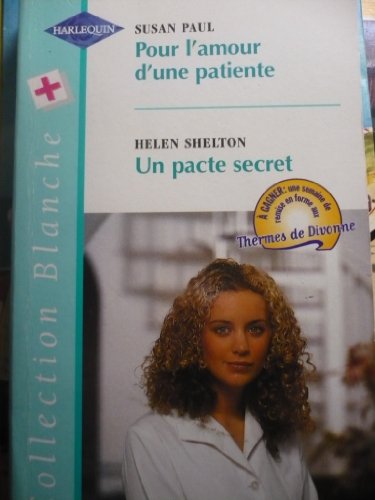 HARLEQUIN
SUSAN PAUL
Pour l'amour
d'une patiente
HELEN SHELTON
Un pacte secret
À GAGNER : une semaine de
remise en forme aux
Thermes de Divonne
ollection Blanche